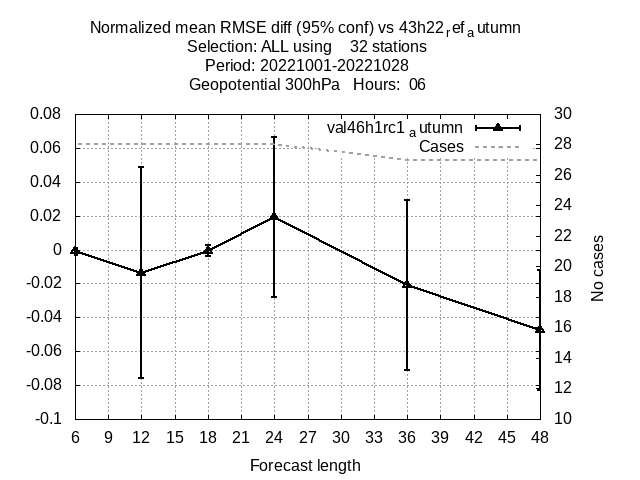 Normalized mean RMSE diff (95% conf) vs 43h22refautumn
Selection: ALL using 32 stations
Period: 20221001-20221028
Geopotential 300hPa Hours: 06
val46h1rc1autumn
Cases
0.08
0.06
0.04
0.02
0
-0.02
-0.04
-0.06
-0.08
-0.1
30
28
26
24
22
20
18
16
14
12
10
No cases
6 9 12 15 18 21 24 27 30 33 36 39 42 45 48
Forecast length